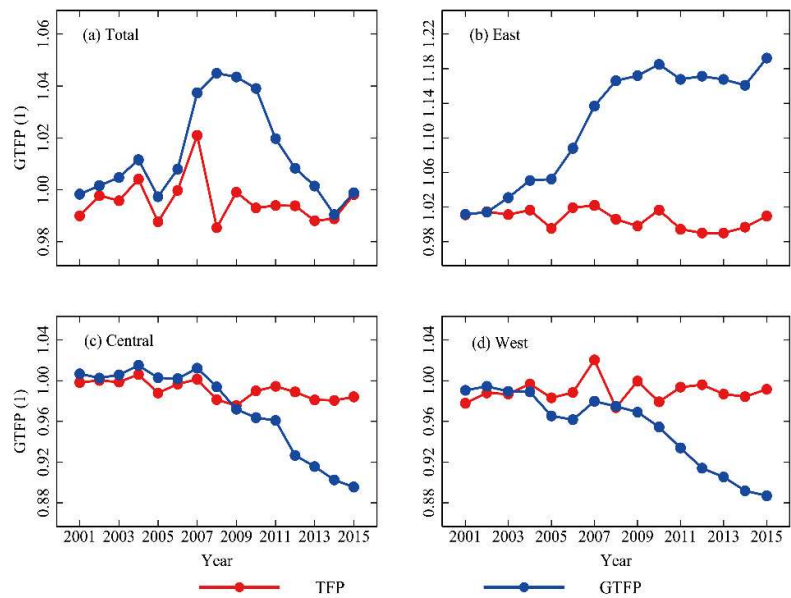 (a) Total
GTFP (1)
1.06
1.04
1.02
1.00
0.98
(b) East
1.22
1.18
1.14
1.10
1.06
1.02
0.98
(c) Central
GTFP (1)
1.04
1.00
0.96
0.92
0.88
2001 2003 2005 2007 2009 2011 2013 2015
Year
(d) West
1.04
1.00
0.96
0.92
0.88
2001 2003 2005 2007 2009 2011 2013 2015
Year
TFP GTFP